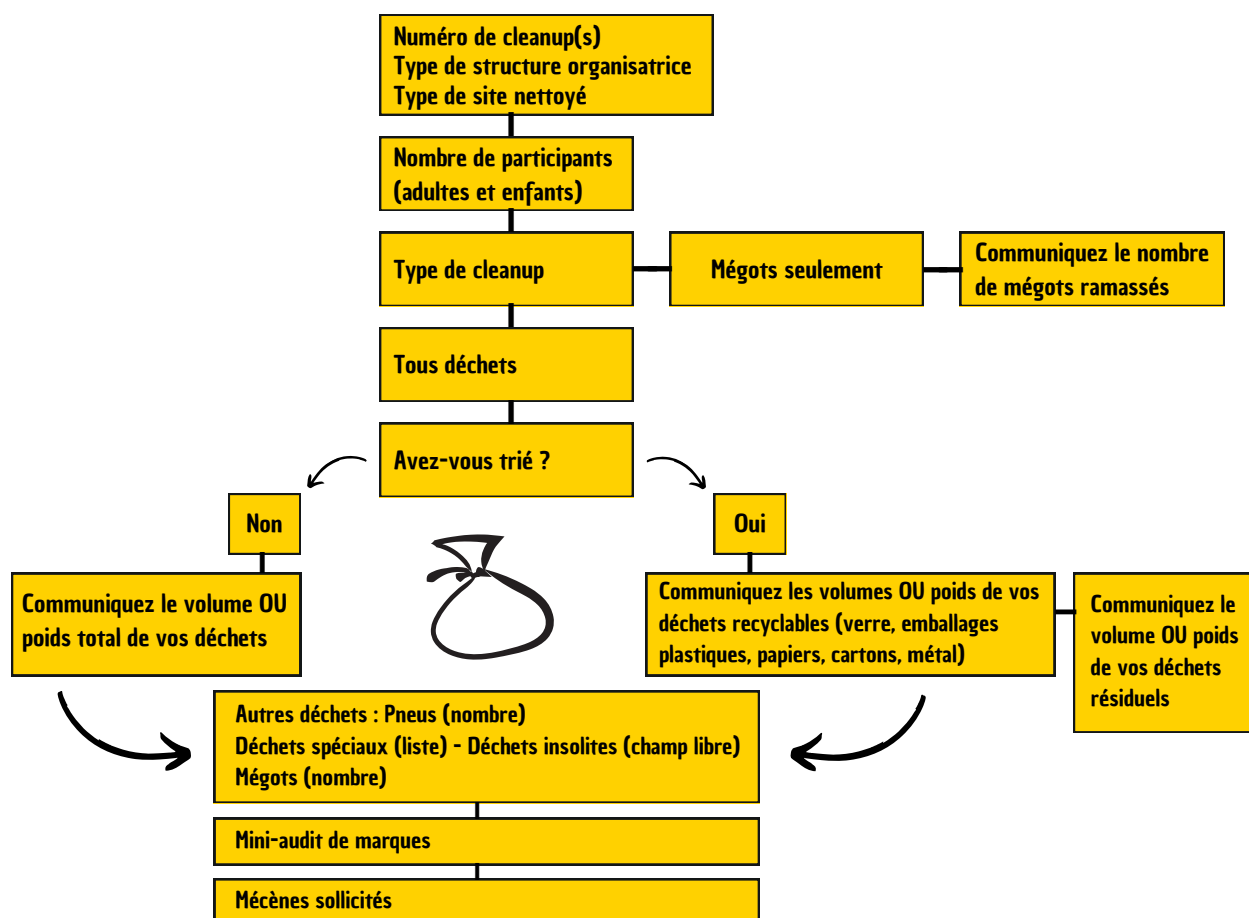 Numéro de cleanup(s)
Type de structure organisatrice
Type de site nettoyé
Nombre de participants
(adultes et enfants)
Type de cleanup
Mégots seulement
Communiquez le nombre
de mégots ramassés
Tous déchets
Avez-vous trié ?
Non
Oui
Communiquez le volume OU
poids total de vos déchets
Communiquez les volumes OU poids de vos
déchets recyclables (verre, emballages
plastiques, papiers, cartons, métal)
Communiquez le
volume OU poids
de vos déchets
résiduels
Autres déchets : Pneus (nombre)
Déchets spéciaux (liste) - Déchets insolites (champ libre)
Mégots (nombre)
Mini-audit de marques
Mécènes sollicités